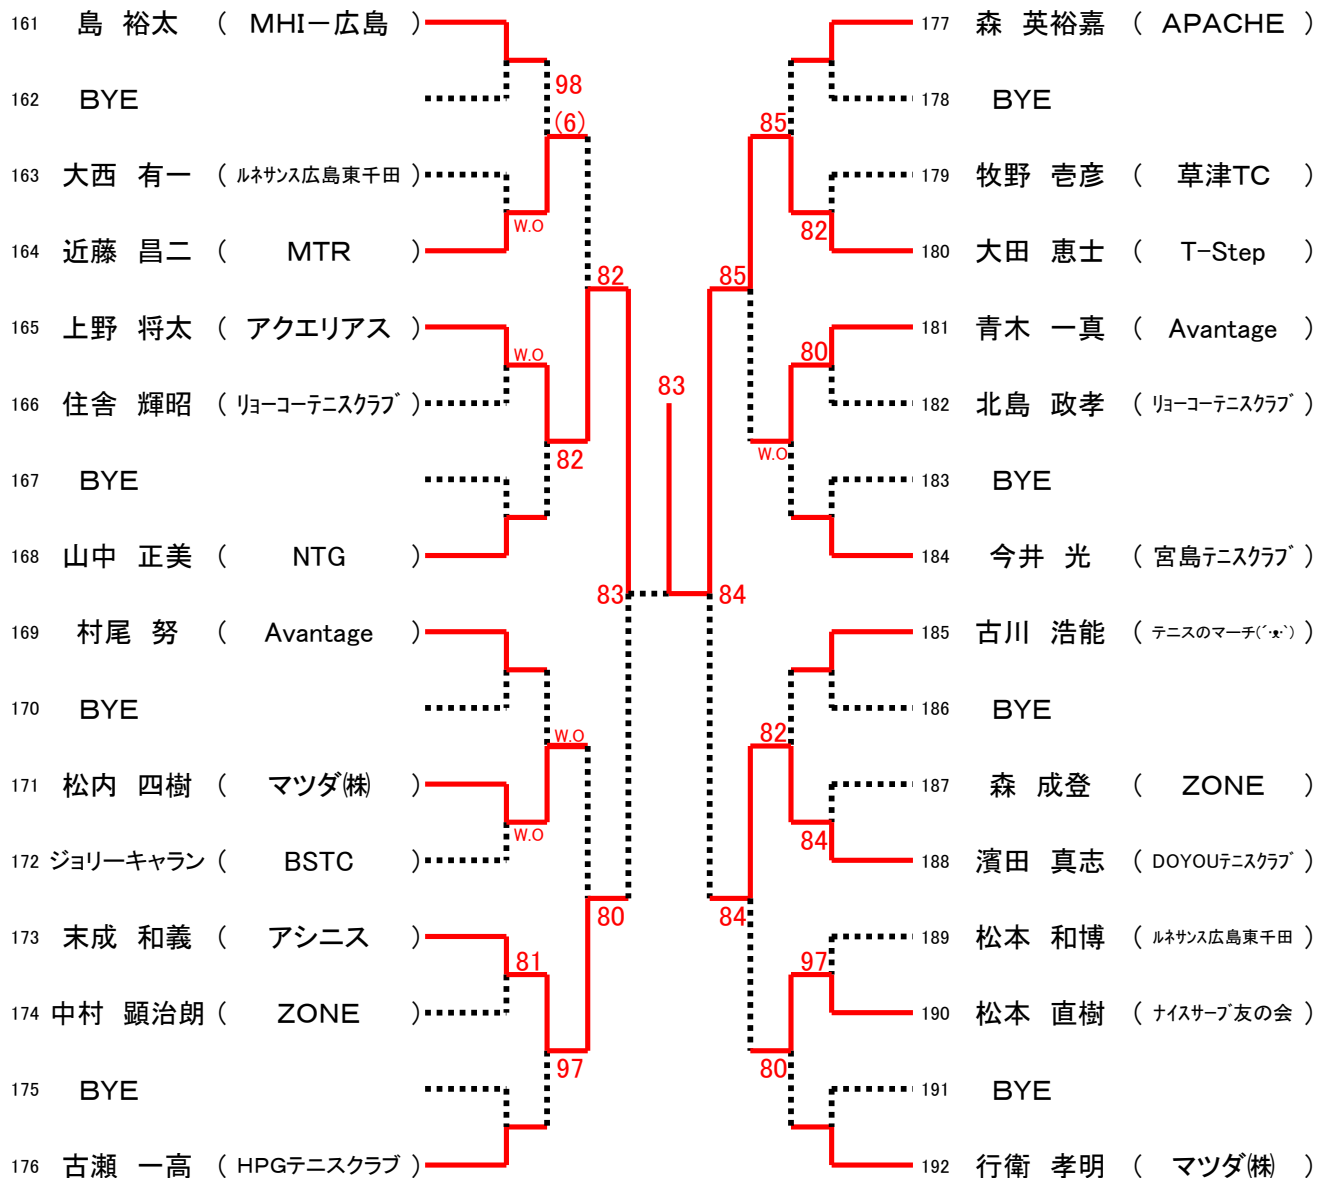 161 島 裕太 ( MHI－広島 )
162 BYE
98
(6)
163 大西 有一 ( ルネサンス広島東千田 )
W.O
164 近藤 昌二 ( MTR )
82
165 上野 将太 ( アクエリアス )
W.O
166 住舎 輝昭 ( リョーコーテニスクラブ )
82
167 BYE
168 山中 正美 ( NTG )
83
169 村尾 努 ( Avantage )
170 BYE
W.O
171 松内 四樹 ( マツダ㈱ )
W.O
172 ジョリーキャラン ( BSTC )
80
173 末成 和義 ( アシニス )
81
174 中村 顕治朗 ( ZONE )
97
175 BYE
176 古瀬 一高 ( HPGテニスクラブ )
83
177 森 英裕嘉 ( APACHE )
178 BYE
85
179 牧野 壱彦 ( 草津TC )
82
180 大田 恵士 ( T-Step )
85
181 青木 一真 ( Avantage )
80
182 北島 政孝 ( リョーコーテニスクラブ )
W.O
183 BYE
184 今井 光 ( 宮島テニスクラブ )
84
185 古川 浩能 ( テニスのマーチ(´･ｪ･`) )
186 BYE
82
187 森 成登 ( ZONE )
84
188 濱田 真志 ( DOYOUテニスクラブ )
84
189 松本 和博 ( ルネサンス広島東千田 )
97
190 松本 直樹 ( ナイスサーブ友の会 )
80
191 BYE
192 行衛 孝明 ( マツダ㈱ )